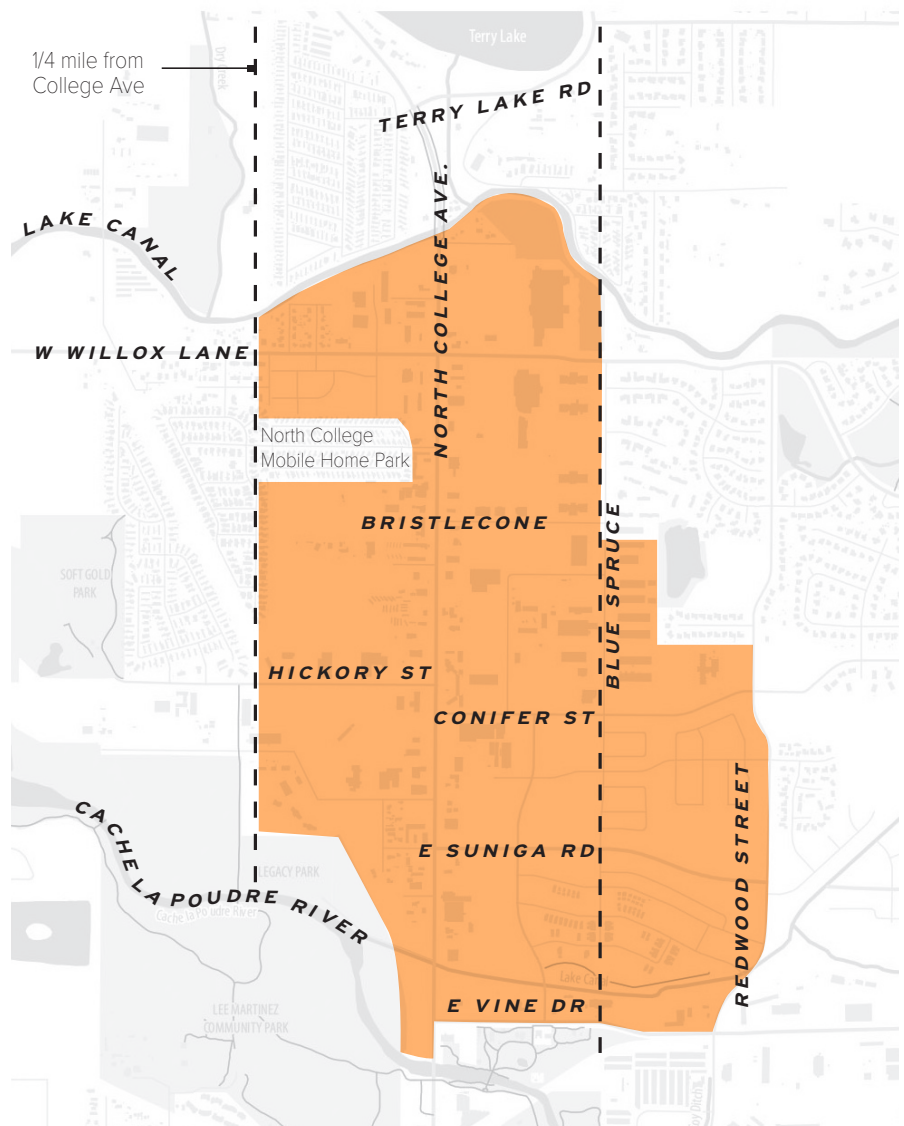 Terry Lake
1/4 mile from
College Ave
Dry Creek
TERRY LAKE RD
NORTH COLLEGE AVE.
LAKE CANAL
W WILLOX LANE
North College
Mobile Home Park
BRISTLECONE
BLUE SPRUCE
SOFT GOLD
PARK
HICKORY ST
CONIFER ST
REDWOOD STREET
CACHE LA POUDRE RIVER
E SUNIGA RD
LEGACY PARK
Cache la Poudre River
Lake Canal
E VINE DR
LEE MARTINEZ
COMMUNITY PARK